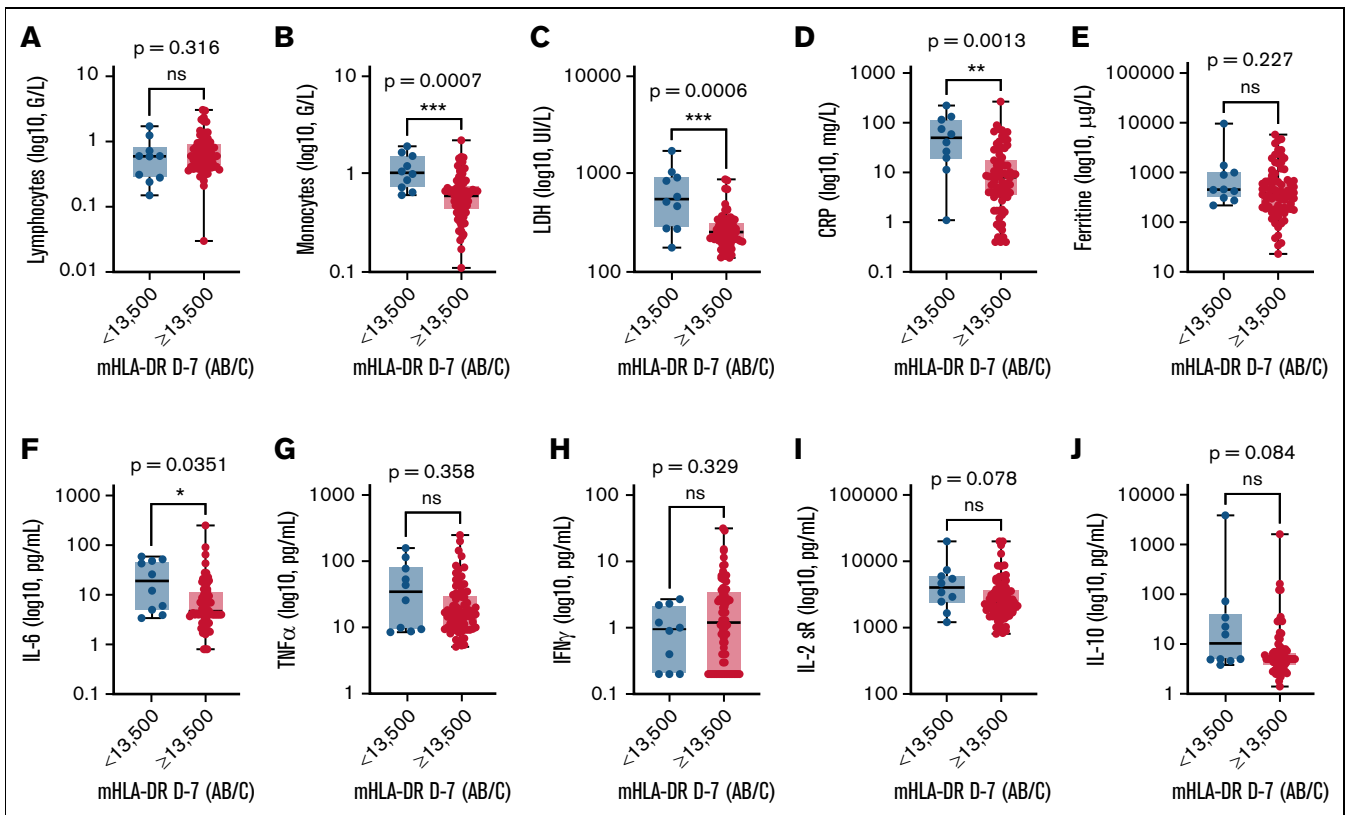 A
p = 0.316
ns
Lymphocytes (log10, G/L)
10
1
0.1
0.01
<13,500
≥13,500
mHLA-DR D-7 (AB/C)
B
p = 0.0007
***
Monocytes (log10, G/L)
10
1
0.1
<13,500
≥13,500
mHLA-DR D-7 (AB/C)
C
p = 0.0006
***
LDH (log10, UI/L)
10000
1000
100
<13,500
≥13,500
mHLA-DR D-7 (AB/C)
D
p = 0.0013
**
CRP (log10, mg/L)
1000
100
10
1
0.1
<13,500
≥13,500
mHLA-DR D-7 (AB/C)
E
p = 0.227
ns
Ferritine (log10, μg/L)
100000
10000
1000
100
10
<13,500
≥13,500
mHLA-DR D-7 (AB/C)
F
p = 0.0351
*
IL-6 (log10, pg/mL)
1000
100
10
1
0.1
<13,500
≥13,500
mHLA-DR D-7 (AB/C)
G
p = 0.358
ns
TNFα (log10, pg/mL)
1000
100
10
1
<13,500
≥13,500
mHLA-DR D-7 (AB/C)
H
p = 0.329
ns
IFNγ (log10, pg/mL)
100
10
1
0.1
<13,500
≥13,500
mHLA-DR D-7 (AB/C)
I
p = 0.078
ns
IL-2 sR (log10, pg/mL)
100000
10000
1000
100
<13,500
≥13,500
mHLA-DR D-7 (AB/C)
J
p = 0.084
ns
IL-10 (log10, pg/mL)
10000
1000
100
10
1
<13,500
≥13,500
mHLA-DR D-7 (AB/C)